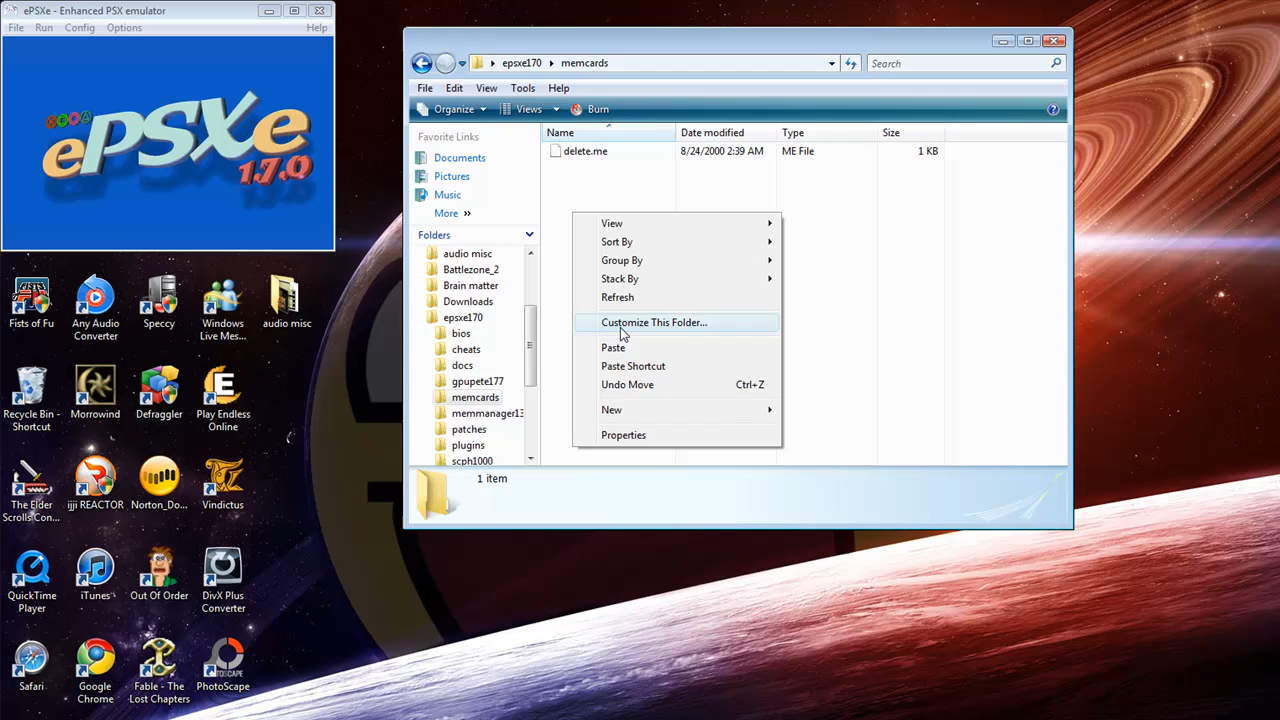 ePSXe - Enhanced PSX emulator
File Run Config Options Help
ePSXe
1.7.0
epsxe170 memcards
Search
File Edit View Tools Help
Organize Views Burn
Favorite Links
Documents
Pictures
Music
More »
Folders
audio misc
Battlezone_2
Brain matter
Downloads
epsxe170
bios
cheats
docs
gpupete177
memcards
memmanager13
patches
plugins
scph1000
Name Date modified Type Size
delete.me 8/24/2000 2:39 AM ME File 1 KB
View
Sort By
Group By
Stack By
Refresh
Customize This Folder...
Paste
Paste Shortcut
Undo Move Ctrl+Z
New
Properties
1 item
Fists of Fu
Any Audio Converter
Speccy
Windows Live Mes...
audio misc
Recycle Bin - Shortcut
Morrowind
Defraggler
Play Endless Online
The Elder Scrolls Con...
ijji REACTOR
Norton_Do...
Vindictus
QuickTime Player
iTunes
Out Of Order
DivX Plus Converter
Safari
Google Chrome
Fable - The Lost Chapters
PhotoScape